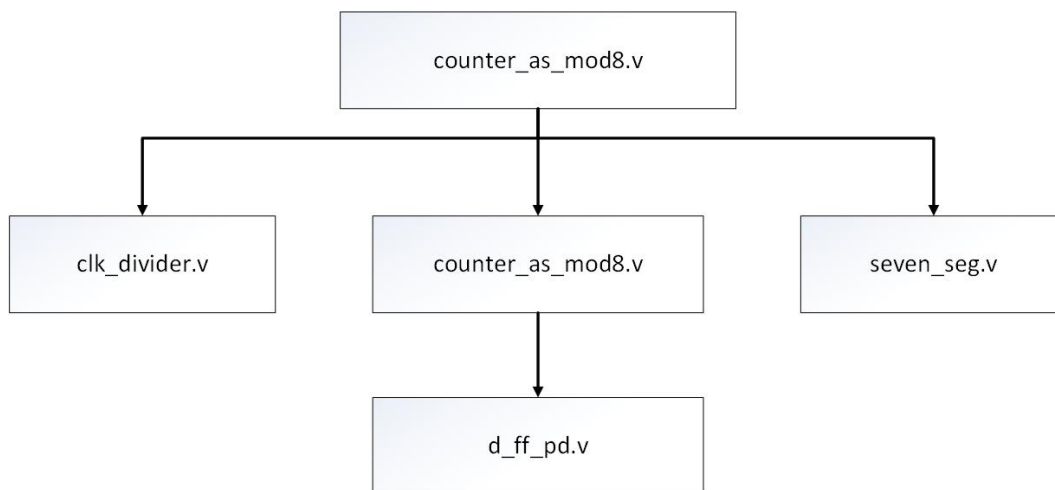 counter_as_mod8.v
clk_divider.v
counter_as_mod8.v
seven_seg.v
d_ff_pd.v